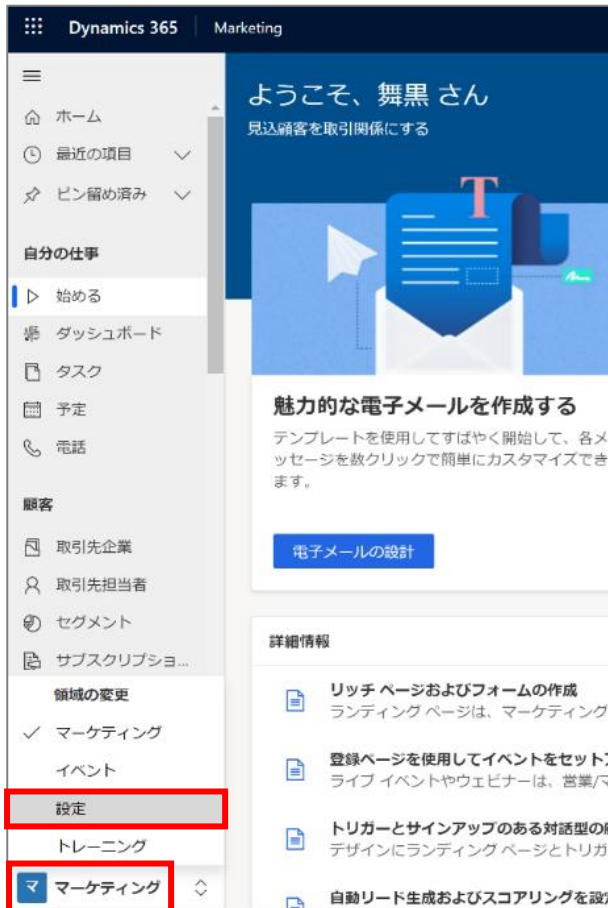 Dynamics 365 Marketing
ホーム
最近の項目
ピン留め済み
自分の仕事
始める
ダッシュボード
タスク
予定
電話
顧客
取引先企業
取引先担当者
セグメント
サブスクリプショ...
領域の変更
マーケティング
イベント
設定
トレーニング
マ マーケティング
ようこそ、舞黒 さん
見込顧客を取引関係にする
T
魅力的な電子メールを作成する
テンプレートを使用してすばやく開始して、各メ
ッセージを数クリックで簡単にカスタマイズでき
ます。
電子メールの設計
詳細情報
リッチ ページおよびフォームの作成
ランディング ページは、マーケティング
登録ページを使用してイベントをセット
ライブ イベントやウェビナーは、営業/マ
トリガーとサインアップのある対話型の
デザインにランディング ページとトリガ
自動リード生成およびスコアリングを設